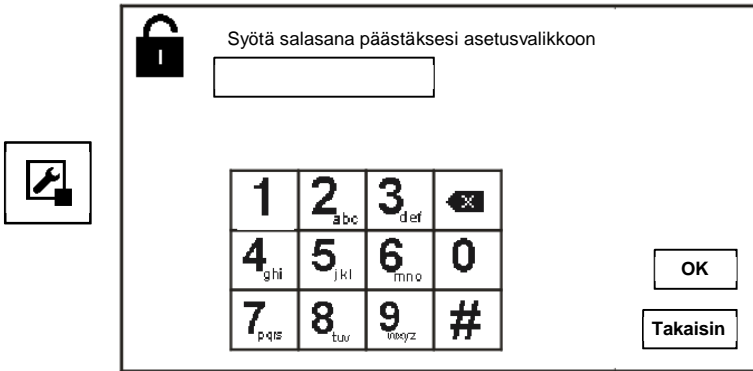 Syötä salasana päästäksesi asetusvalikkoon
1 2 abc 3 def X
4 ghi 5 jkl 6 mno 0
7 pqrs 8 tuv 9 wxyz #
OK
Takaisin